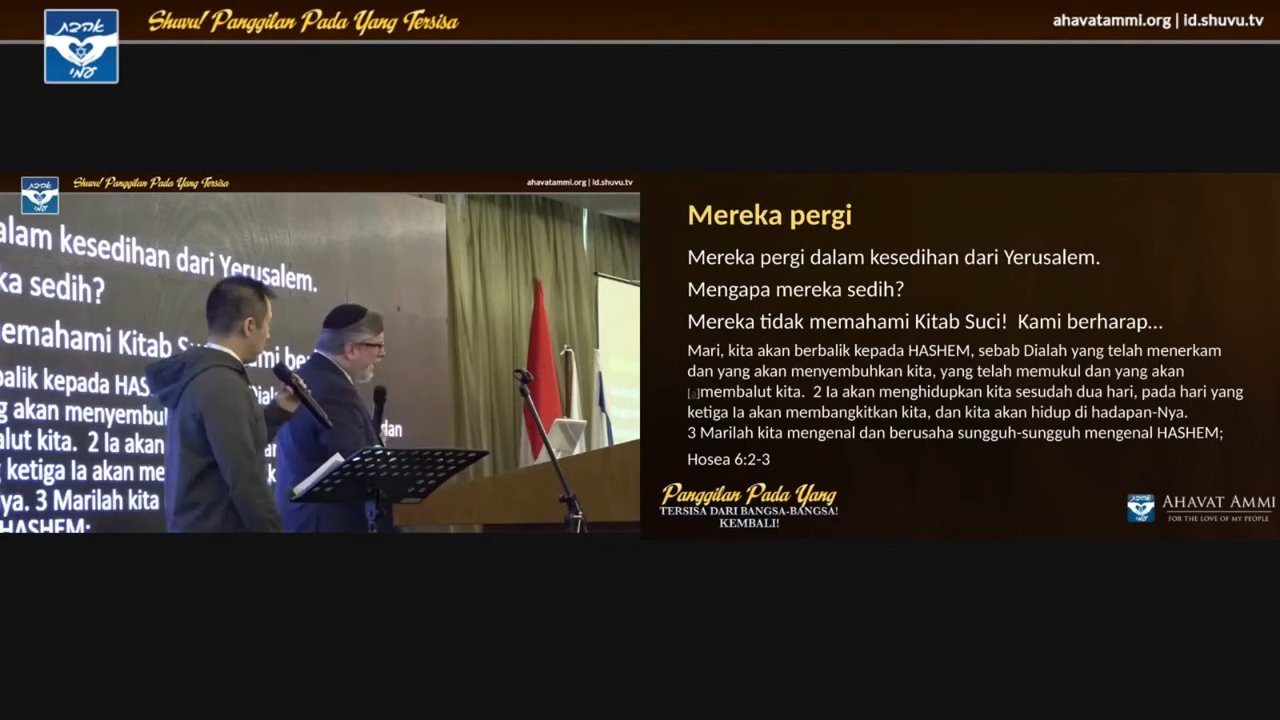 אהבת
עמי
Shuvu! Panggilan Pada Yang Tersisa
ahavatammi.org | id.shuvu.tv
אהבת
עמי
Shuvu! Panggilan Pada Yang Tersisa
ahavatammi.org | id.shuvu.tv
alam kesedihan dari Yerusalem.
ka sedih?
emahami Kitab
balik kepada HAS
g akan menyembul
alut kita. 2 Ia akan
ketiga Ia akan me
ya. 3 Marilah kita
HASHEM;
Mereka pergi
Mereka pergi dalam kesedihan dari Yerusalem.
Mengapa mereka sedih?
Mereka tidak memahami Kitab Suci! Kami berharap...
Mari, kita akan berbalik kepada HASHEM, sebab Dialah yang telah menerkam
dan yang akan menyembuhkan kita, yang telah memukul dan yang akan
membalut kita. 2 Ia akan menghidupkan kita sesudah dua hari, pada hari yang
ketiga Ia akan membangkitkan kita, dan kita akan hidup di hadapan-Nya.
3 Marilah kita mengenal dan berusaha sungguh-sungguh mengenal HASHEM;
Hosea 6:2-3
Panggilan Pada Yang
TERSISA DARI BANGSA-BANGSA!
KEMBALI!
AHAVAT AMMI
FOR THE LOVE OF MY PEOPLE